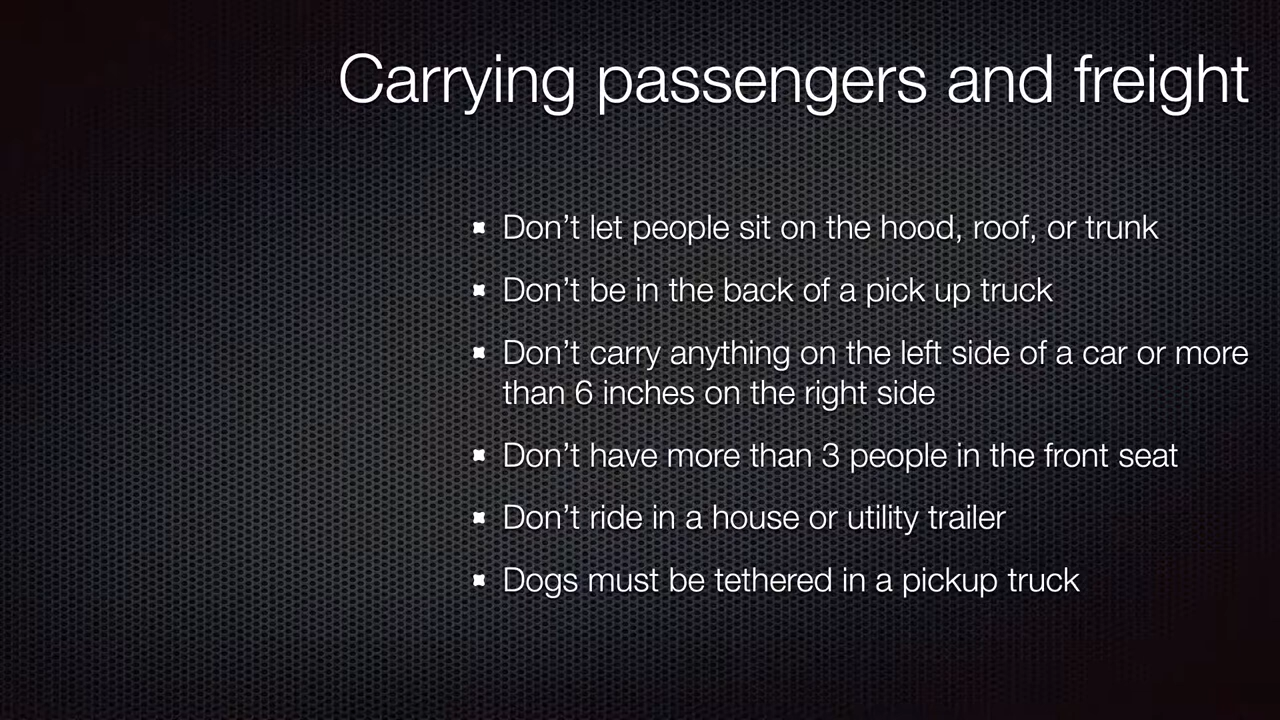 Carrying passengers and freight
Don’t let people sit on the hood, roof, or trunk
Don’t be in the back of a pick up truck
Don’t carry anything on the left side of a car or more
than 6 inches on the right side
Don’t have more than 3 people in the front seat
Don’t ride in a house or utility trailer
Dogs must be tethered in a pickup truck